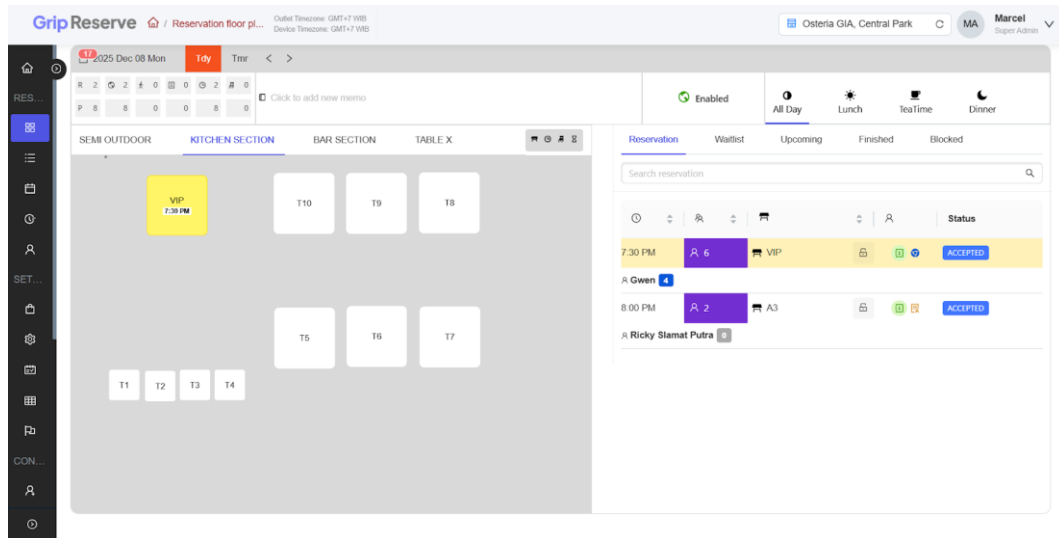 Grip Reserve / Reservation floor pl... Outlet Timezone: GMT+7 WIB
Device Timezone: GMT+7 WIB
Osteria GIA, Central Park
MA Marcel
Super Admin
17
2025 Dec 08 Mon Tdy Tmr < >
R 2 2 0 0 2 0
P 8 8 0 0 8 0
Click to add new memo
Enabled
All Day Lunch TeaTime Dinner
RES...
SET...
CON...
SEMI OUTDOOR KITCHEN SECTION BAR SECTION TABLE X
VIP
7:30 PM
T10 T9 T8
T5 T6 T7
T1 T2 T3 T4
Reservation Waitlist Upcoming Finished Blocked
Search reservation
Status
7:30 PM 6 VIP ACCEPTED
Gwen 4
8:00 PM 2 A3 ACCEPTED
Ricky Slamat Putra 0